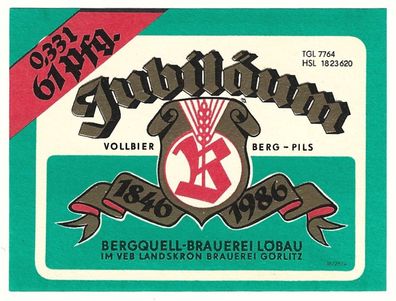 0,33 l
61 pfg.
TGL 7764
HSL 1823620
Jubiläum
VOLLBIER BERG – PILS
B
1846 1986
BERGQUELL-BRAUEREI LÖBAU
IM VEB LANDSKRON BRAUEREI GÖRLITZ